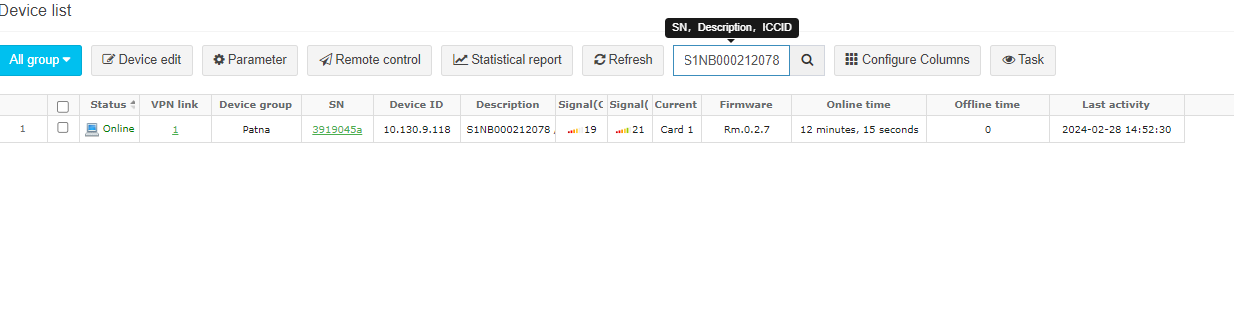 Device list
SN, Description, ICCID
All group Device edit Parameter Remote control Statistical report Refresh S1NB000212078 Configure Columns Task
Status VPN link Device group SN Device ID Description Signal(C Signal( Current Firmware Online time Offline time Last activity
1 Online 1 Patna 3919045a 10.130.9.118 S1NB000212078 , 19 21 Card 1 Rm.0.2.7 12 minutes, 15 seconds 0 2024-02-28 14:52:30